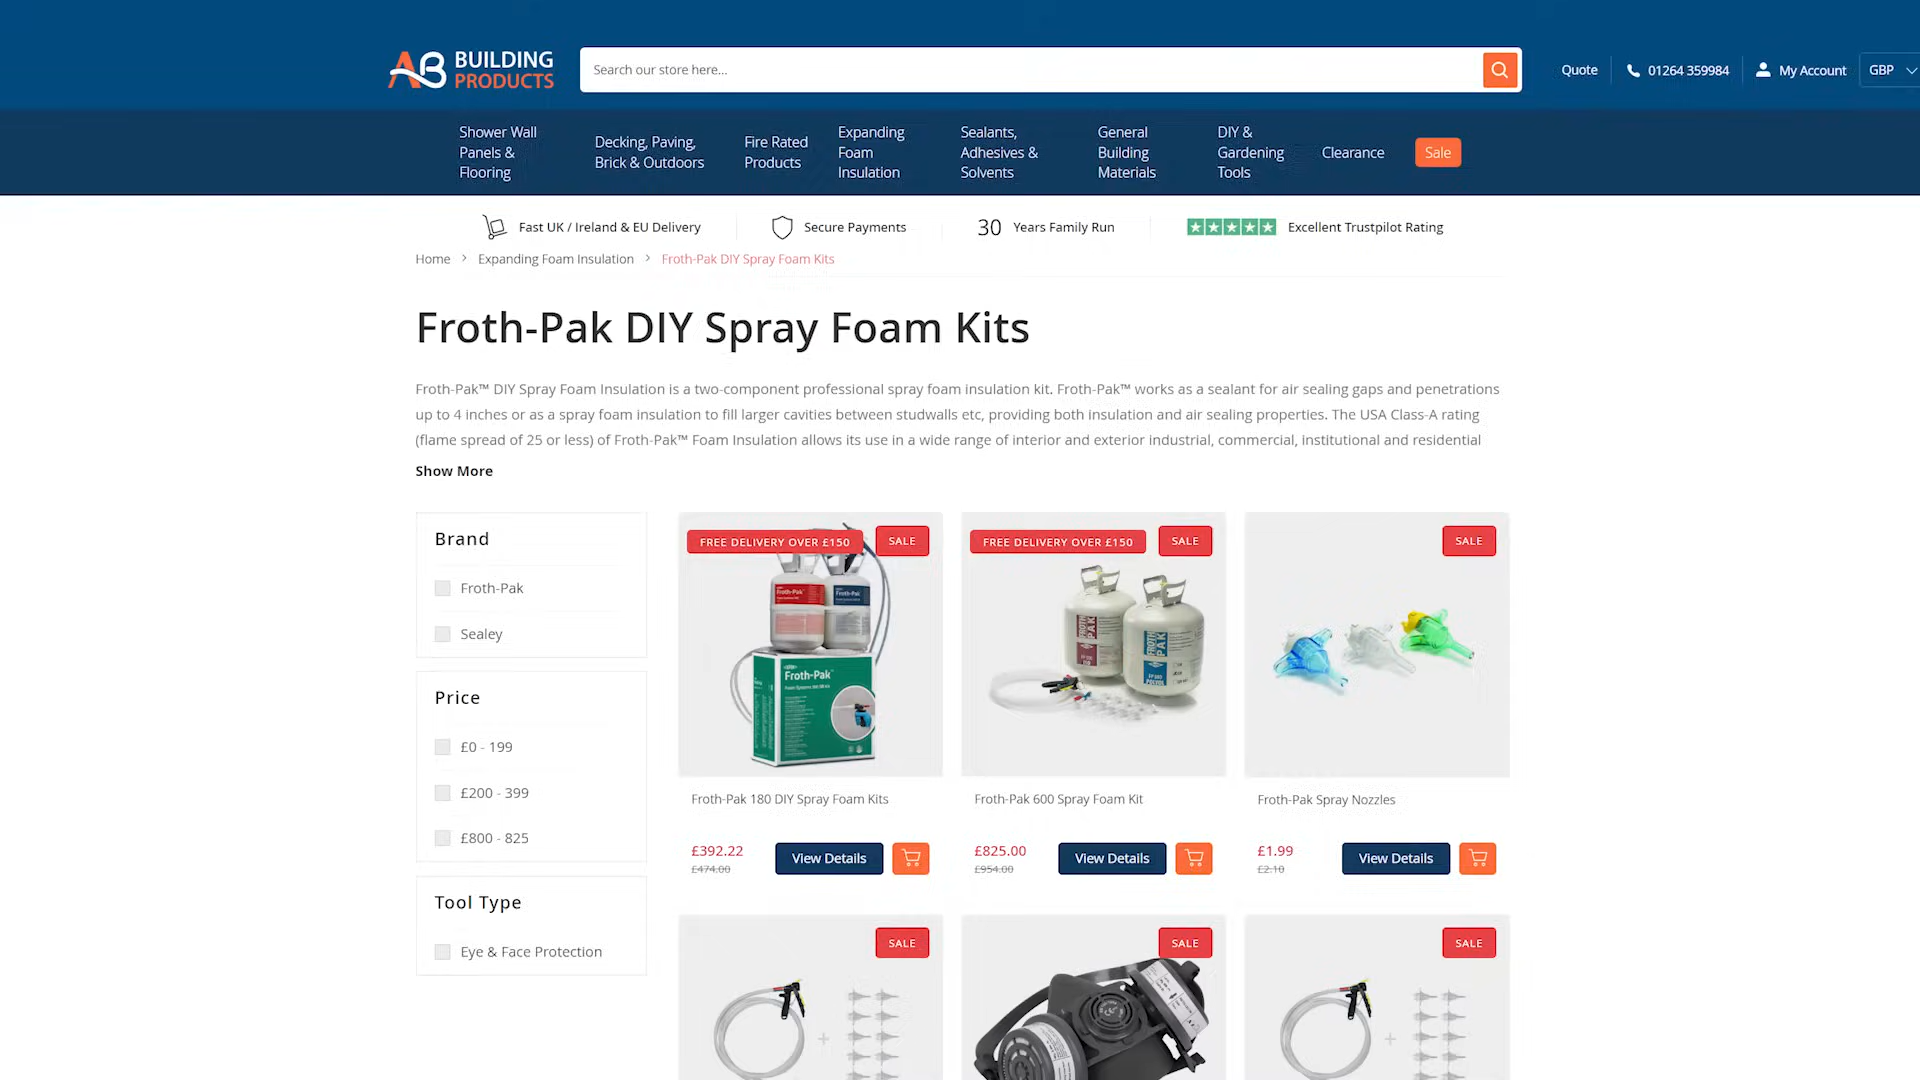 AB BUILDING
PRODUCTS
Search our store here...
Quote
01264 359984
My Account
GBP
Shower Wall
Panels &
Flooring
Decking, Paving,
Brick & Outdoors
Fire Rated
Products
Expanding
Foam
Insulation
Sealants,
Adhesives &
Solvents
General
Building
Materials
DIY &
Gardening
Tools
Clearance
Sale
Fast UK / Ireland & EU Delivery
Secure Payments
30 Years Family Run
Excellent Trustpilot Rating
Home > Expanding Foam Insulation > Froth-Pak DIY Spray Foam Kits
Froth-Pak DIY Spray Foam Kits
Froth-Pak™ DIY Spray Foam Insulation is a two-component professional spray foam insulation kit. Froth-Pak™ works as a sealant for air sealing gaps and penetrations
up to 4 inches or as a spray foam insulation to fill larger cavities between studwalls etc, providing both insulation and air sealing properties. The USA Class-A rating
(flame spread of 25 or less) of Froth-Pak™ Foam Insulation allows its use in a wide range of interior and exterior industrial, commercial, institutional and residential
Show More
Brand
Froth-Pak
Sealey
Price
£0 - 199
£200 - 399
£800 - 825
Tool Type
Eye & Face Protection
FREE DELIVERY OVER £150
SALE
Froth-Pak
Froth-Pak
Froth-Pak™
Froth-Pak 180 DIY Spray Foam Kits
£392.22
£474.00
View Details
FREE DELIVERY OVER £150
SALE
FROTH
PAK
FROTH
PAK
POLYOL
Froth-Pak 600 Spray Foam Kit
£825.00
£954.00
View Details
SALE
Froth-Pak Spray Nozzles
£1.99
£2.10
View Details
SALE
SALE
SALE